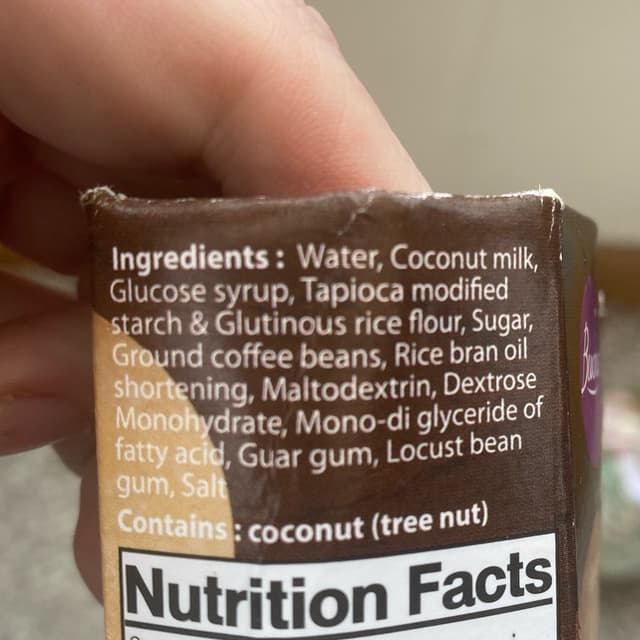 Ingredients : Water, Coconut milk,
Glucose syrup, Tapioca modified
starch & Glutinous rice flour, Sugar,
Ground coffee beans, Rice bran oil
shortening, Maltodextrin, Dextrose
Monohydrate, Mono-di glyceride of
fatty acid, Guar gum, Locust bean
gum, Salt
Contains : coconut (tree nut)
Nutrition Facts